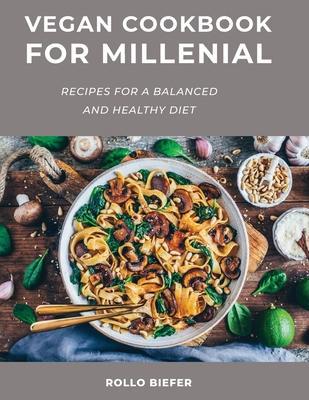 VEGAN COOKBOOK
FOR MILLENIAL
RECIPES FOR A BALANCED
AND HEALTHY DIET
ROLLO BIEFER